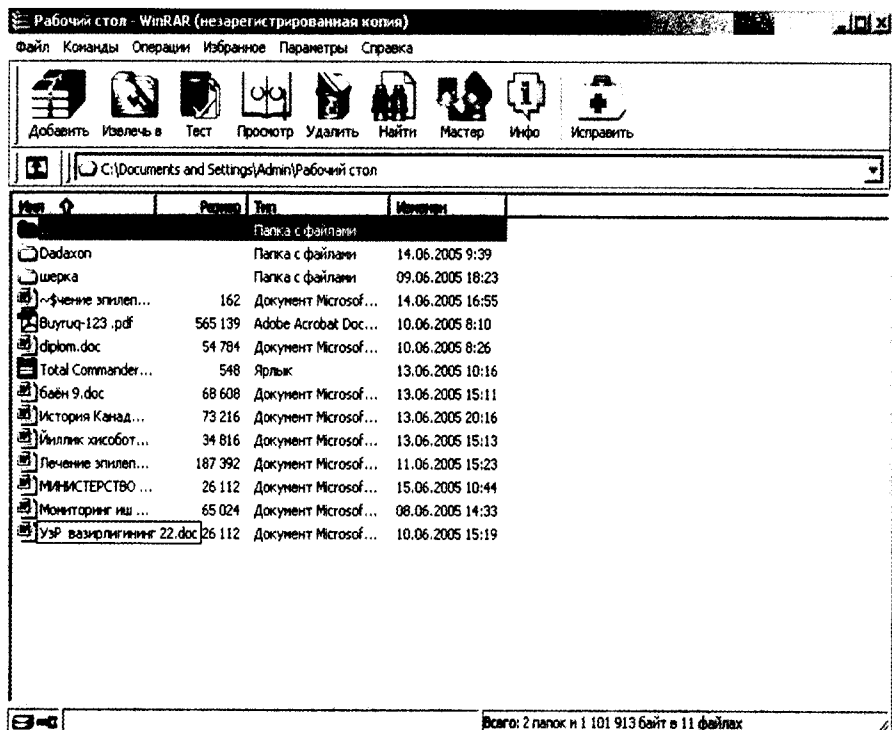 Рабочий стол - WinRAR (незарегистрированная копия)
Файл Команды Операции Избранное Параметры Справка
Добавить Извлечь в Тест Просмотр Удалить Найти Мастер Инфо Исправить
C:\Documents and Settings\Admin\Рабочий стол
Имя Размер Тип Изменен
Папка с файлами
Dadaxon Папка с файлами 14.06.2005 9:39
шерка Папка с файлами 09.06.2005 18:23
~$чение эпилеп... 162 Документ Microsof... 14.06.2005 16:55
Buyruq-123 .pdf 565 139 Adobe Acrobat Doc... 10.06.2005 8:10
diplom.doc 54 784 Документ Microsof... 10.06.2005 8:26
Total Commander... 548 Ярлык 13.06.2005 10:16
баён 9.doc 68 608 Документ Microsof... 13.06.2005 15:11
История Канад... 73 216 Документ Microsof... 13.06.2005 20:16
Йиллик хисобот... 34 816 Документ Microsof... 13.06.2005 15:13
Лечение эпилеп... 187 392 Документ Microsof... 11.06.2005 15:23
МИНИСТЕРСТВО ... 26 112 Документ Microsof... 15.06.2005 10:44
Мониторинг иш ... 65 024 Документ Microsof... 08.06.2005 14:33
УзР вазирлигининг 22.doc 26 112 Документ Microsof... 10.06.2005 15:19
Всего: 2 папок и 1 101 913 байт в 11 файлах